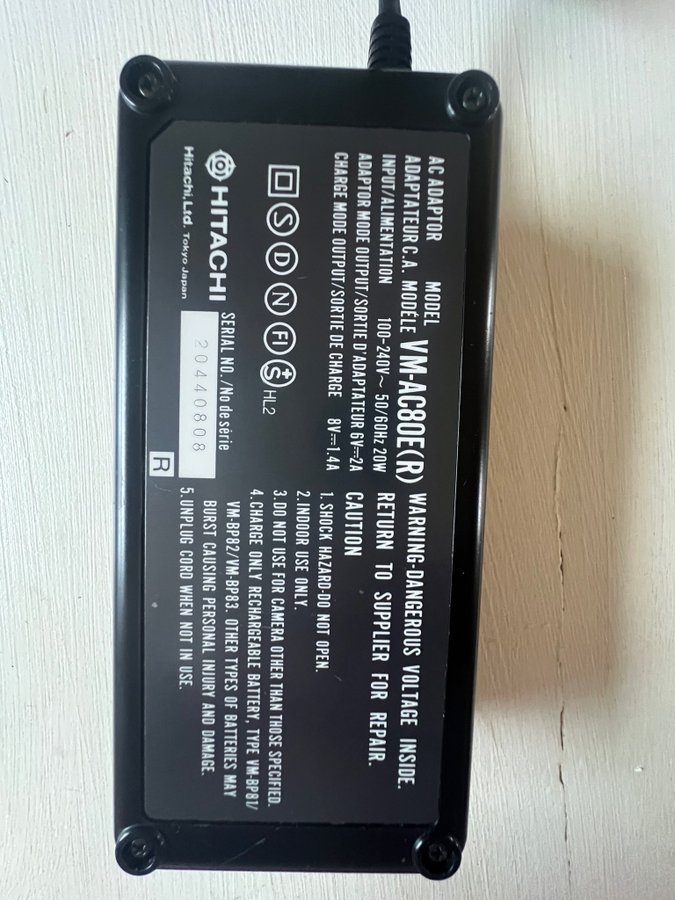 AC ADAPTOR MODEL
ADAPTATEUR C.A. MODÈLE VM-AC80E(R)
INPUT/ALIMENTATION 100-240V～ 50/60Hz 20W
ADAPTOR MODE OUTPUT/SORTIE D'ADAPTATEUR 6V⎓2A
CHARGE MODE OUTPUT/SORTIE DE CHARGE 8V⎓1.4A
S D N FI +S HL2
HITACHI
Hitachi, Ltd. Tokyo Japan
SERIAL NO./No de série
20440808
R
WARNING-DANGEROUS VOLTAGE INSIDE.
RETURN TO SUPPLIER FOR REPAIR.
CAUTION
1. SHOCK HAZARD-DO NOT OPEN.
2. INDOOR USE ONLY.
3. DO NOT USE FOR CAMERA OTHER THAN THOSE SPECIFIED.
4. CHARGE ONLY RECHARGEABLE BATTERY, TYPE VM-BP81/
VM-BP82/VM-BP83. OTHER TYPES OF BATTERIES MAY
BURST CAUSING PERSONAL INJURY AND DAMAGE.
5. UNPLUG CORD WHEN NOT IN USE.